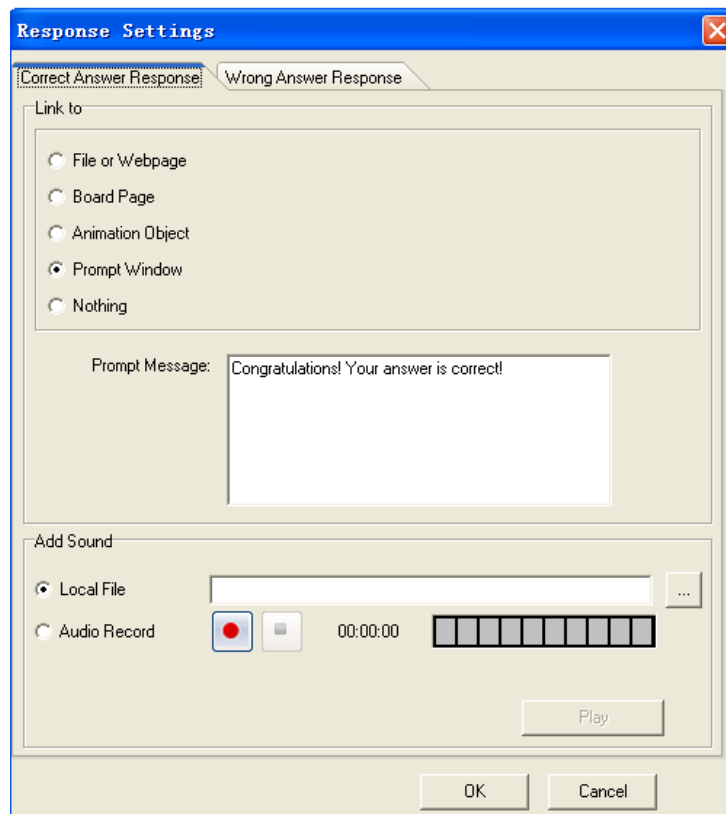 Response Settings
Correct Answer Response
Wrong Answer Response
Link to
File or Webpage
Board Page
Animation Object
Prompt Window
Nothing
Prompt Message:
Congratulations! Your answer is correct!
Add Sound
Local File
...
Audio Record
00:00:00
Play
OK
Cancel